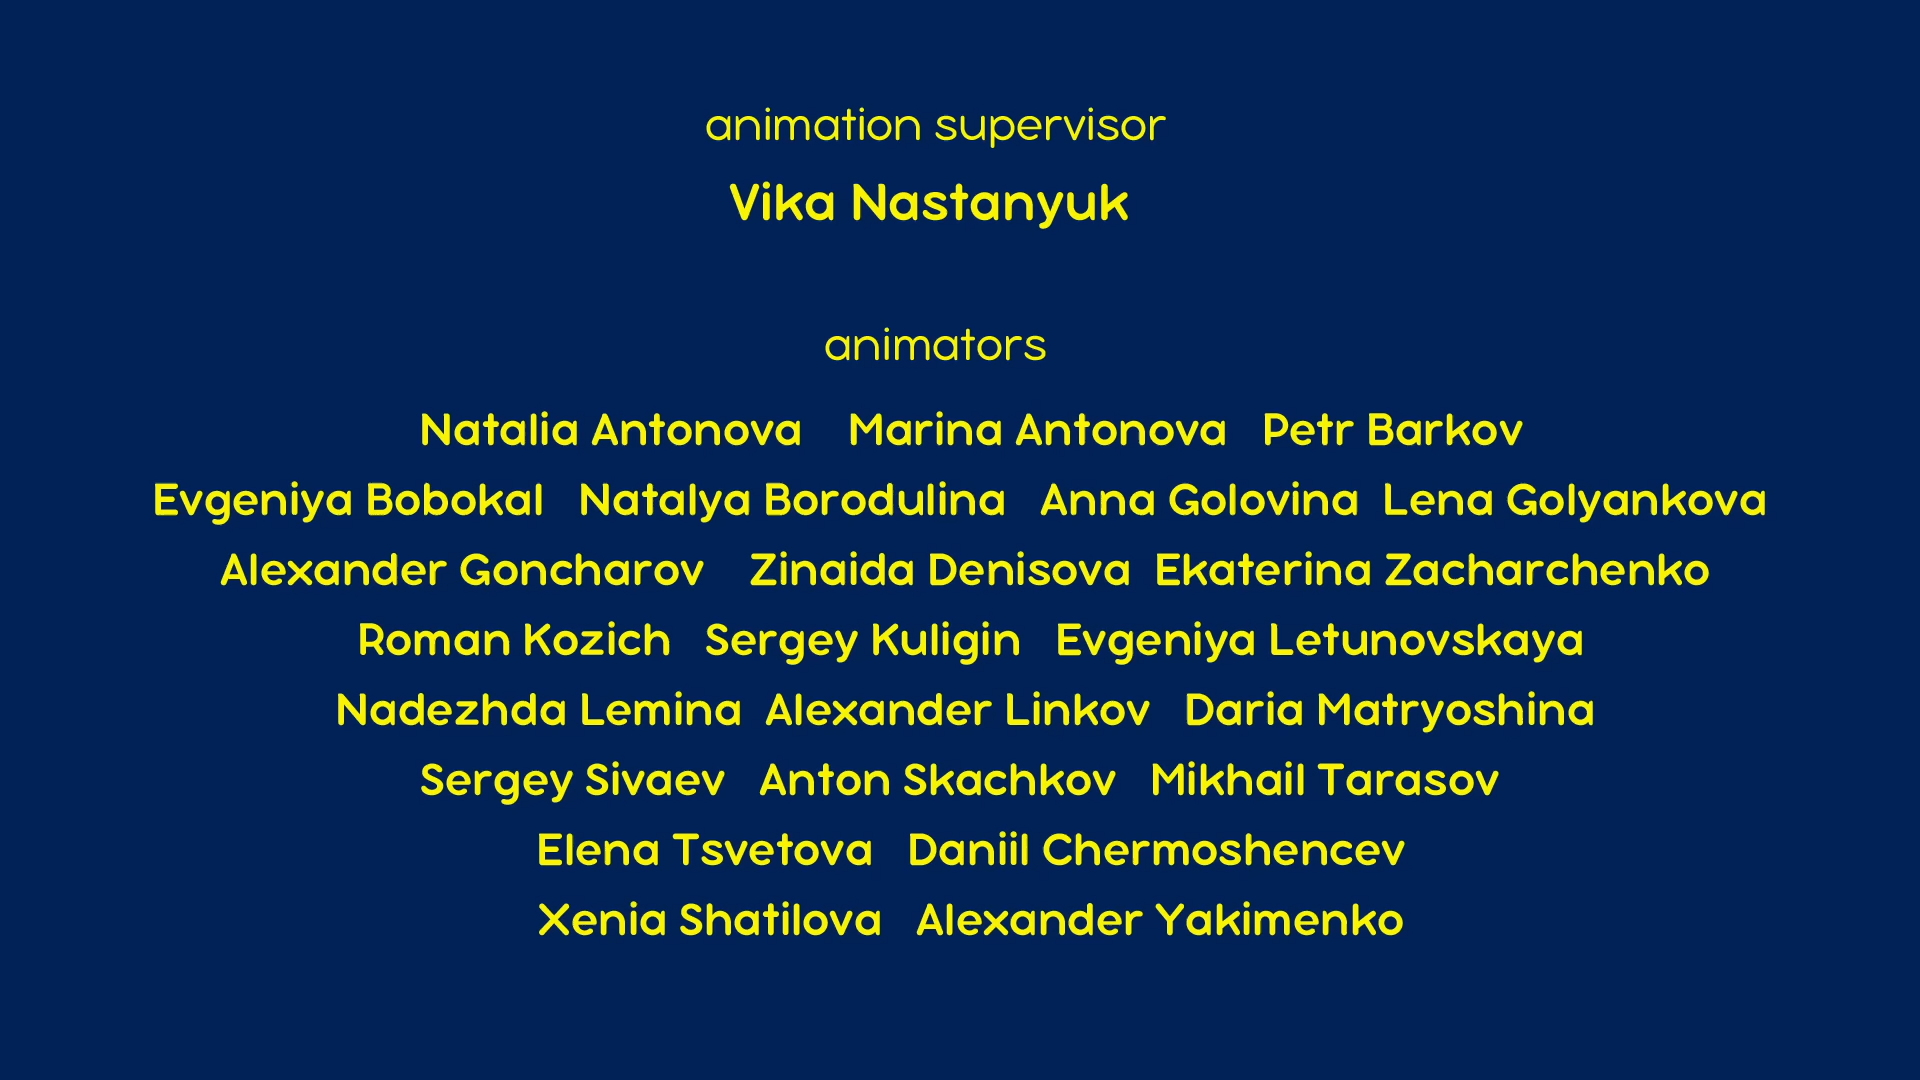 animation supervisor
Vika Nastanyuk
animators
Natalia Antonova Marina Antonova Petr Barkov
Evgeniya Bobokal Natalya Borodulina Anna Golovina Lena Golyankova
Alexander Goncharov Zinaida Denisova Ekaterina Zacharchenko
Roman Kozich Sergey Kuligin Evgeniya Letunovskaya
Nadezhda Lemina Alexander Linkov Daria Matryoshina
Sergey Sivaev Anton Skachkov Mikhail Tarasov
Elena Tsvetova Daniil Chermoshencev
Xenia Shatilova Alexander Yakimenko